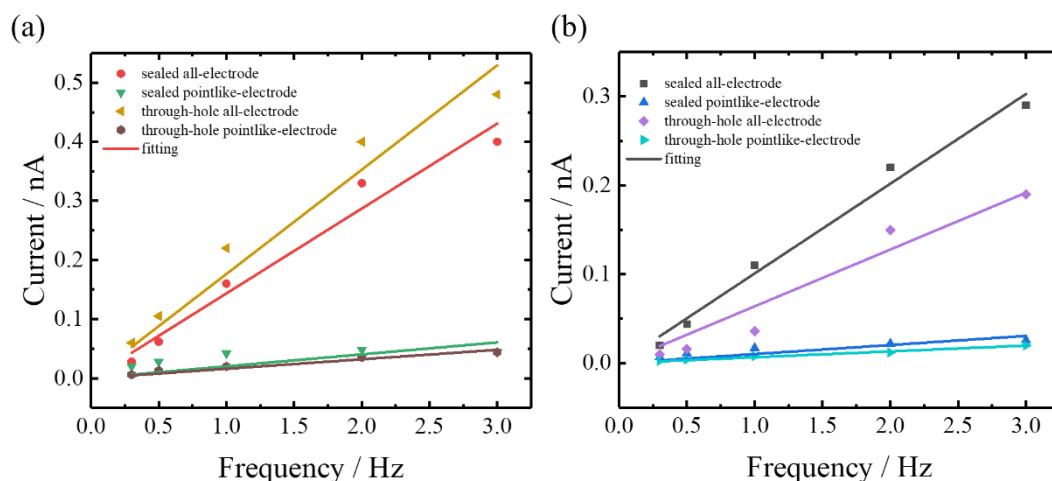 (a)
Current / nA
0.5
0.4
0.3
0.2
0.1
0.0
sealed all-electrode
sealed pointlike-electrode
through-hole all-electrode
through-hole pointlike-electrode
fitting
0.0 0.5 1.0 1.5 2.0 2.5 3.0
Frequency / Hz
(b)
Current / nA
0.3
0.2
0.1
0.0
sealed all-electrode
sealed pointlike-electrode
through-hole all-electrode
through-hole pointlike-electrode
fitting
0.0 0.5 1.0 1.5 2.0 2.5 3.0
Frequency / Hz